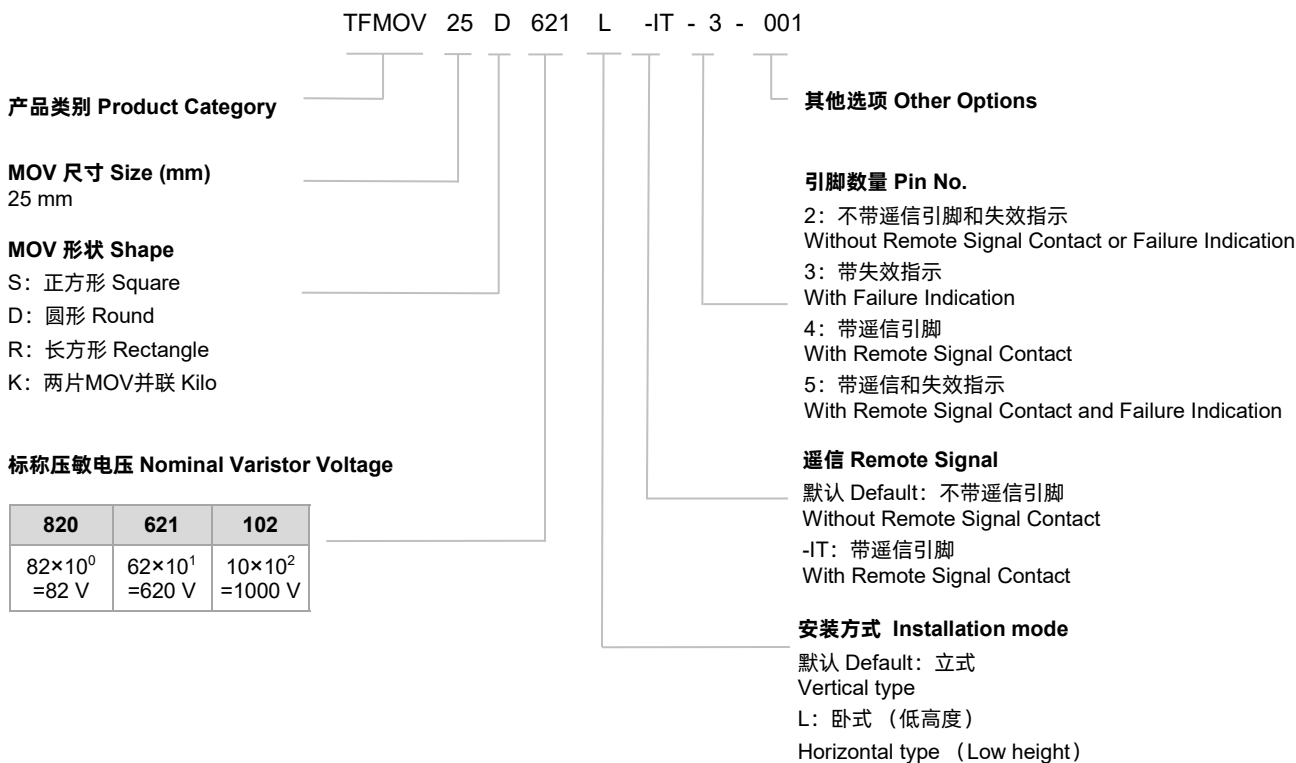 TFMOV 25 D 621 L -IT - 3 - 001
产品类别 Product Category
MOV 尺寸 Size (mm)
25 mm
MOV 形状 Shape
S：正方形 Square
D：圆形 Round
R：长方形 Rectangle
K：两片MOV并联 Kilo
标称压敏电压 Nominal Varistor Voltage
820 621 102
82×10⁰ 62×10¹ 10×10²
=82 V =620 V =1000 V
其他选项 Other Options
引脚数量 Pin No.
2：不带遥信引脚和失效指示
Without Remote Signal Contact or Failure Indication
3：带失效指示
With Failure Indication
4：带遥信引脚
With Remote Signal Contact
5：带遥信和失效指示
With Remote Signal Contact and Failure Indication
遥信 Remote Signal
默认 Default：不带遥信引脚
Without Remote Signal Contact
-IT：带遥信引脚
With Remote Signal Contact
安装方式 Installation mode
默认 Default：立式
Vertical type
L：卧式 （低高度）
Horizontal type （Low height）